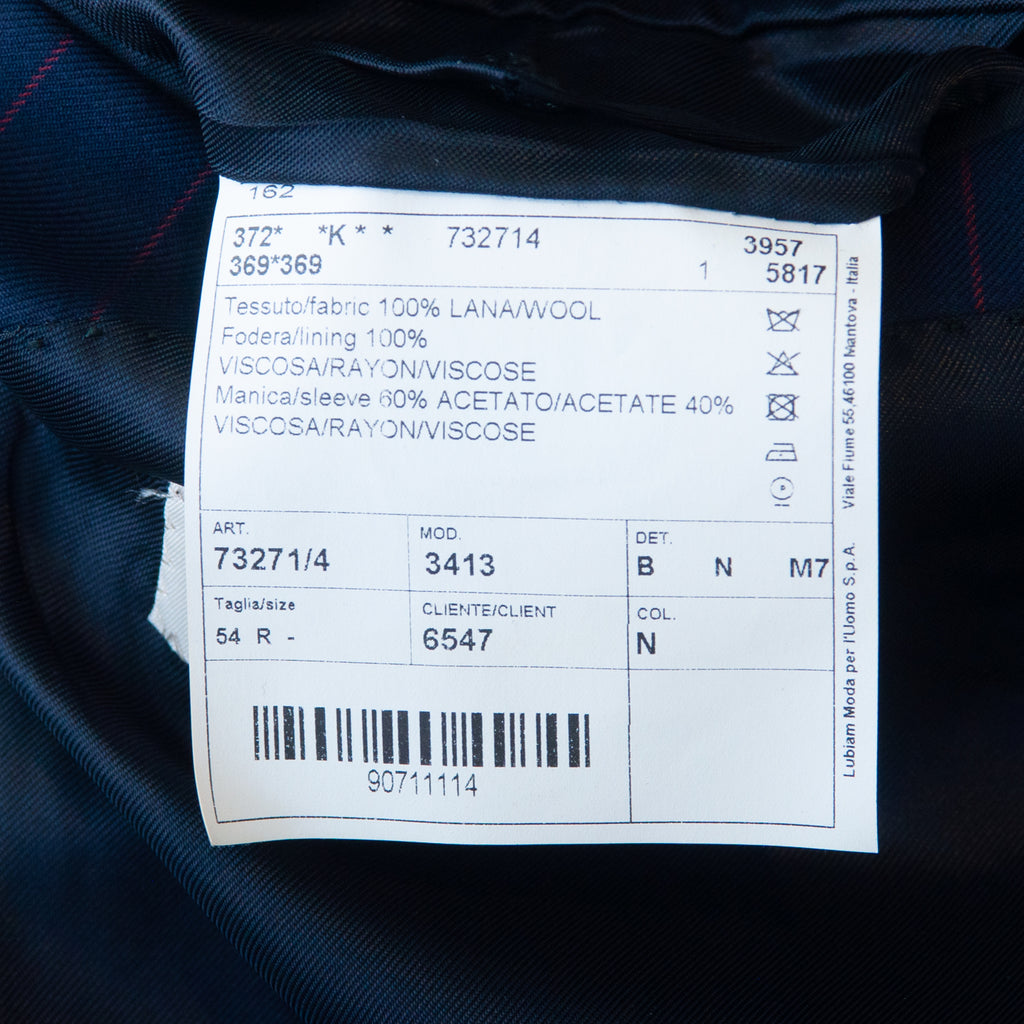 162
372* *K * * 732714 3957
369*369 1 5817
Tessuto/fabric 100% LANA/WOOL
Fodera/lining 100%
VISCOSA/RAYON/VISCOSE
Manica/sleeve 60% ACETATO/ACETATE 40%
VISCOSA/RAYON/VISCOSE
ART. MOD. DET.
73271/4 3413 B N M7
Taglia/size CLIENTE/CLIENT COL.
54 R - 6547 N
90711114
Lubiam Moda per l'Uomo S.p.A. Viale Fiume 55,46100 Mantova - Italia